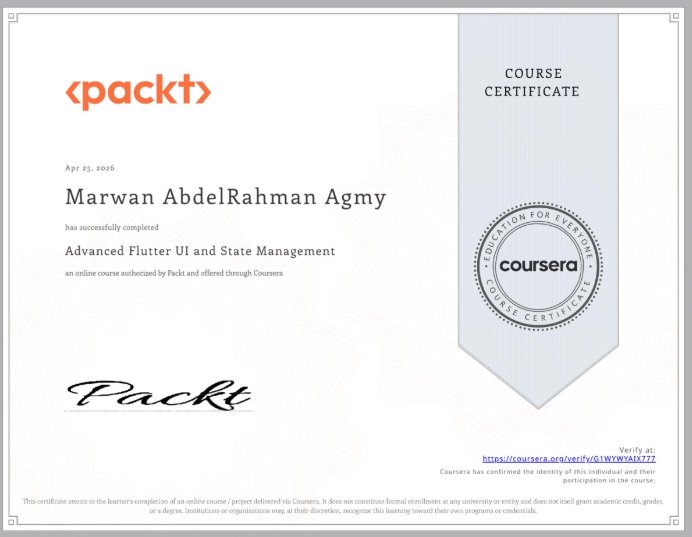 <packt>
COURSE
CERTIFICATE
Apr 25, 2026
Marwan AbdelRahman Agmy
has successfully completed
Advanced Flutter UI and State Management
an online course authorized by Packt and offered through Coursera
EDUCATION FOR EVERYONE
coursera
COURSE CERTIFICATE
Packt
Verify at:
https://coursera.org/verify/G1WYWYAIX777
Coursera has confirmed the identity of this individual and their
participation in the course.
This certificate attests to the learner's completion of an online course / project delivered via Coursera. It does not constitute formal enrollment at any university or entity and does not itself grant academic credit, grades,
or a degree. Institutions or organizations may, at their discretion, recognize this learning toward their own programs or credentials.